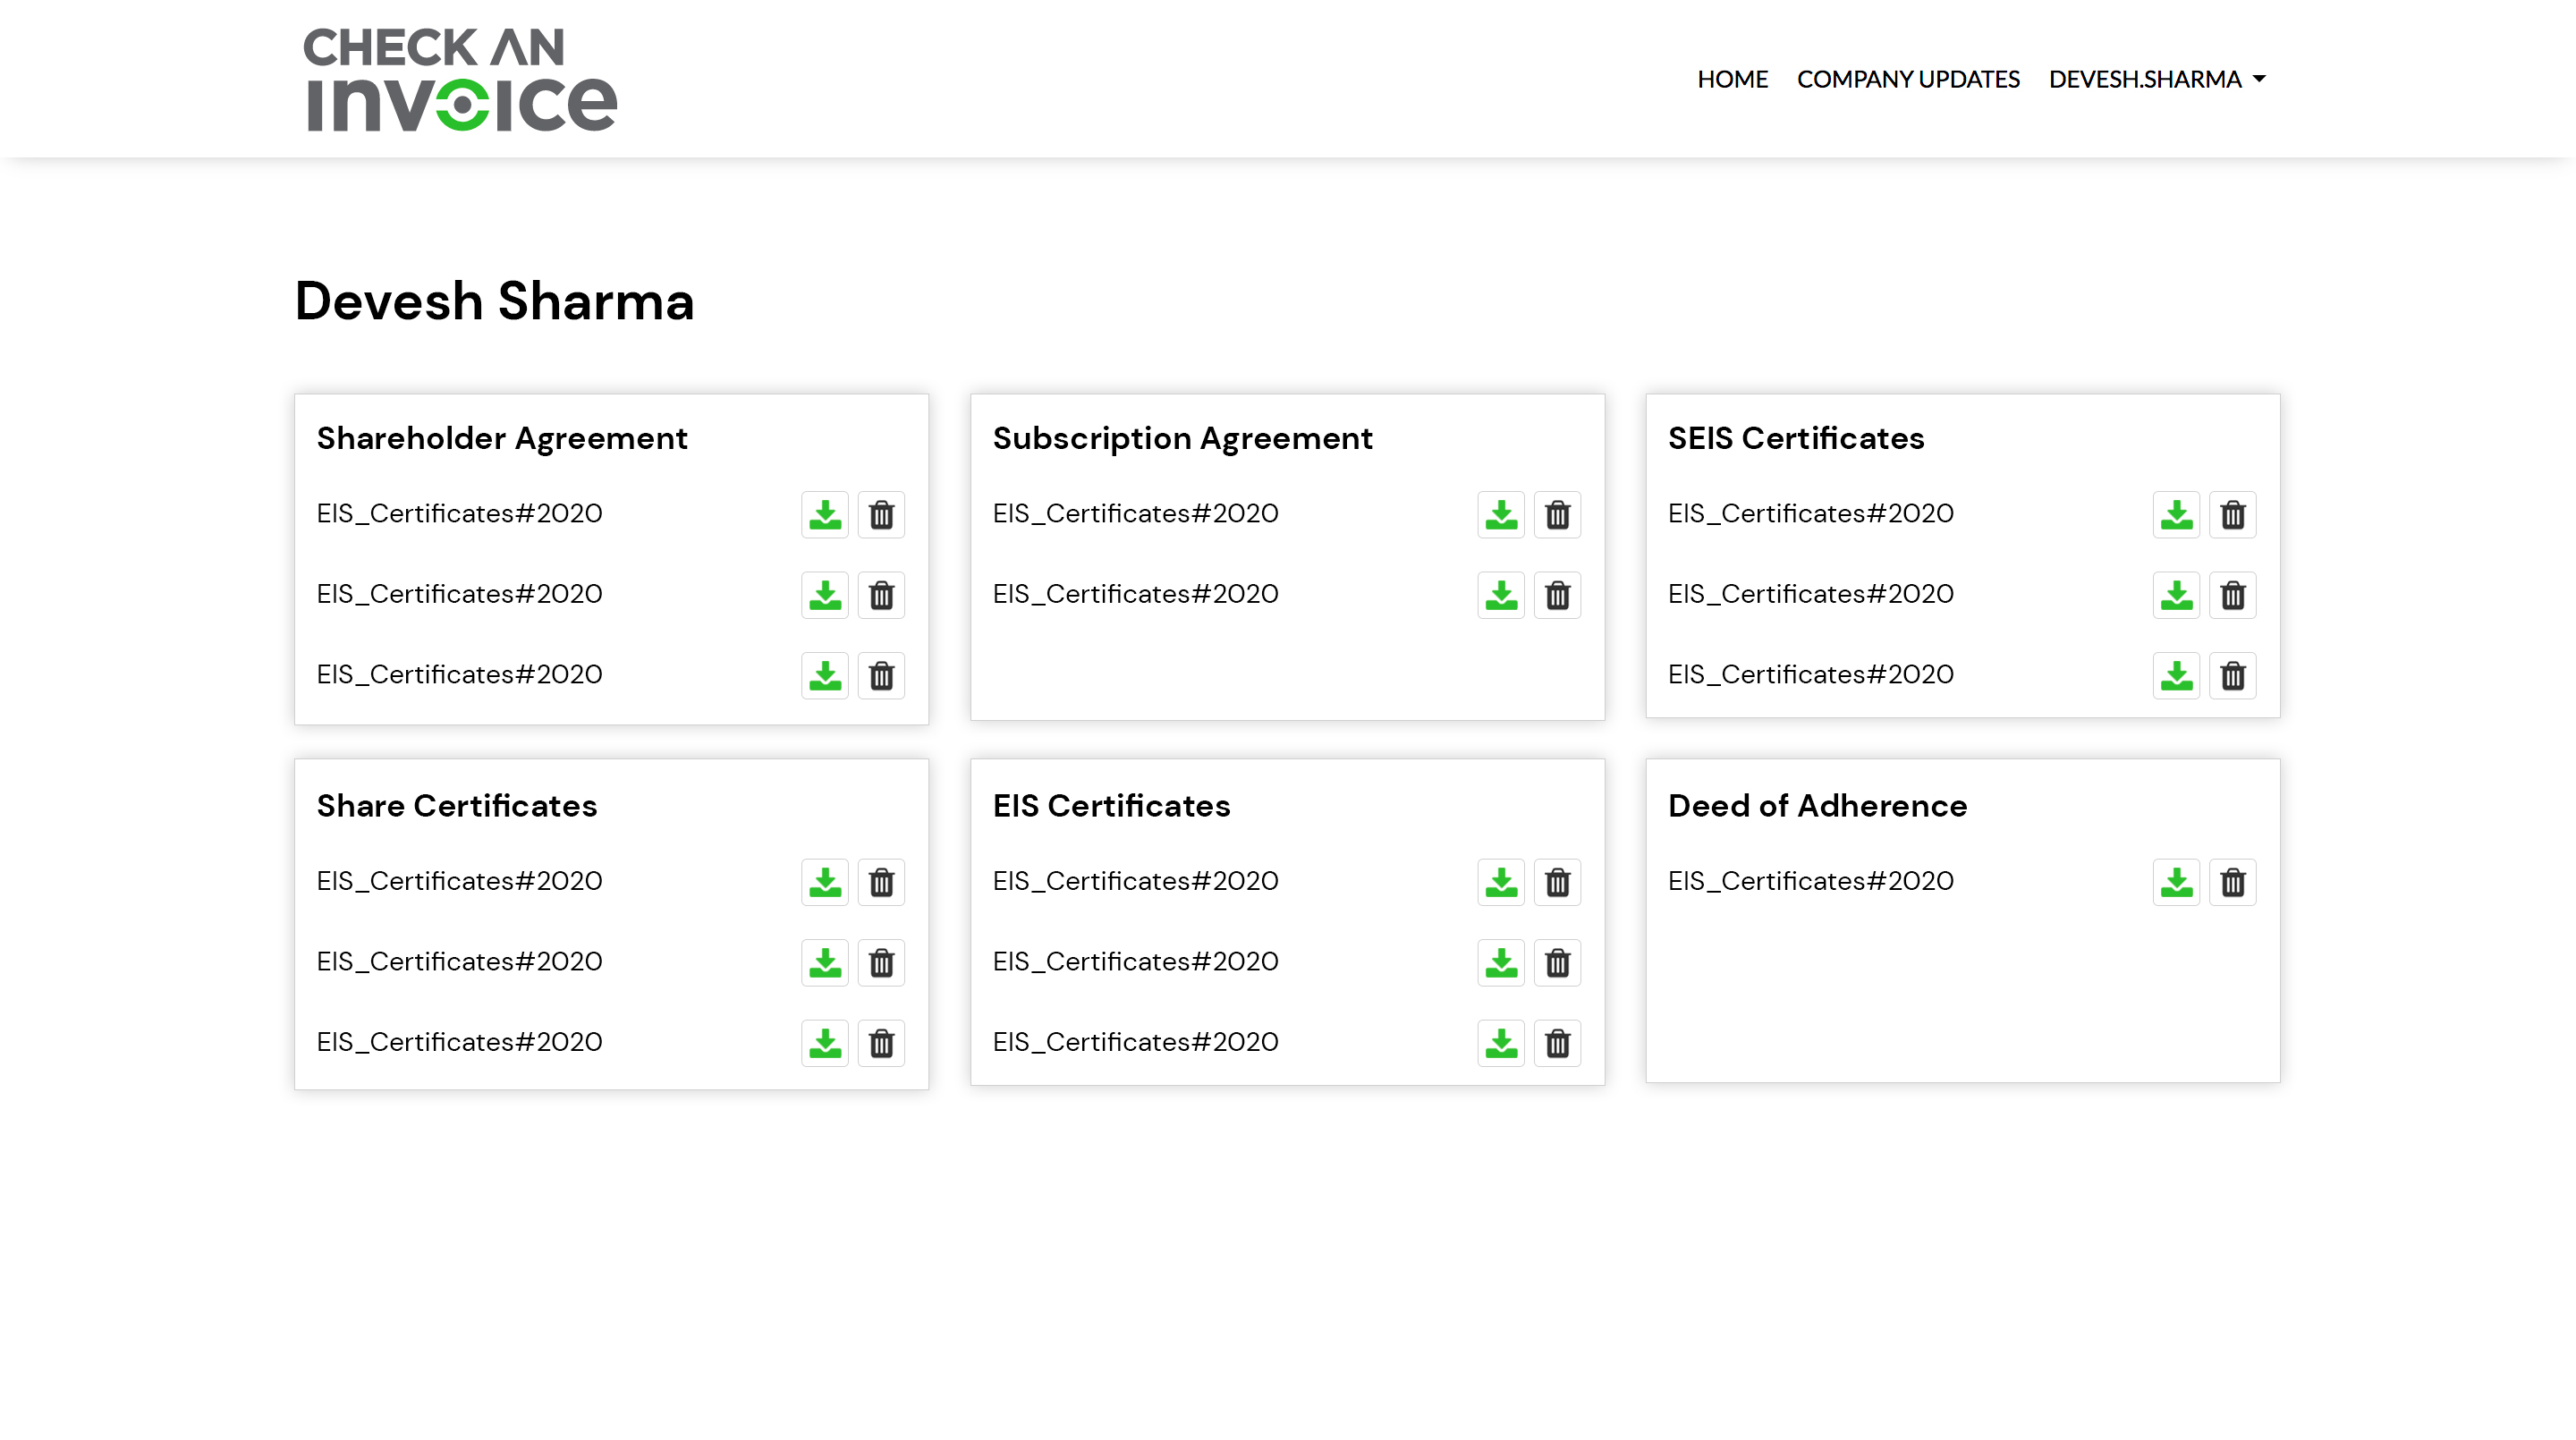 CHECK AN
invoice
HOME COMPANY UPDATES DEVESH.SHARMA
Devesh Sharma
Shareholder Agreement
EIS_Certificates#2020
EIS_Certificates#2020
EIS_Certificates#2020
Subscription Agreement
EIS_Certificates#2020
EIS_Certificates#2020
SEIS Certificates
EIS_Certificates#2020
EIS_Certificates#2020
EIS_Certificates#2020
Share Certificates
EIS_Certificates#2020
EIS_Certificates#2020
EIS_Certificates#2020
EIS Certificates
EIS_Certificates#2020
EIS_Certificates#2020
EIS_Certificates#2020
Deed of Adherence
EIS_Certificates#2020